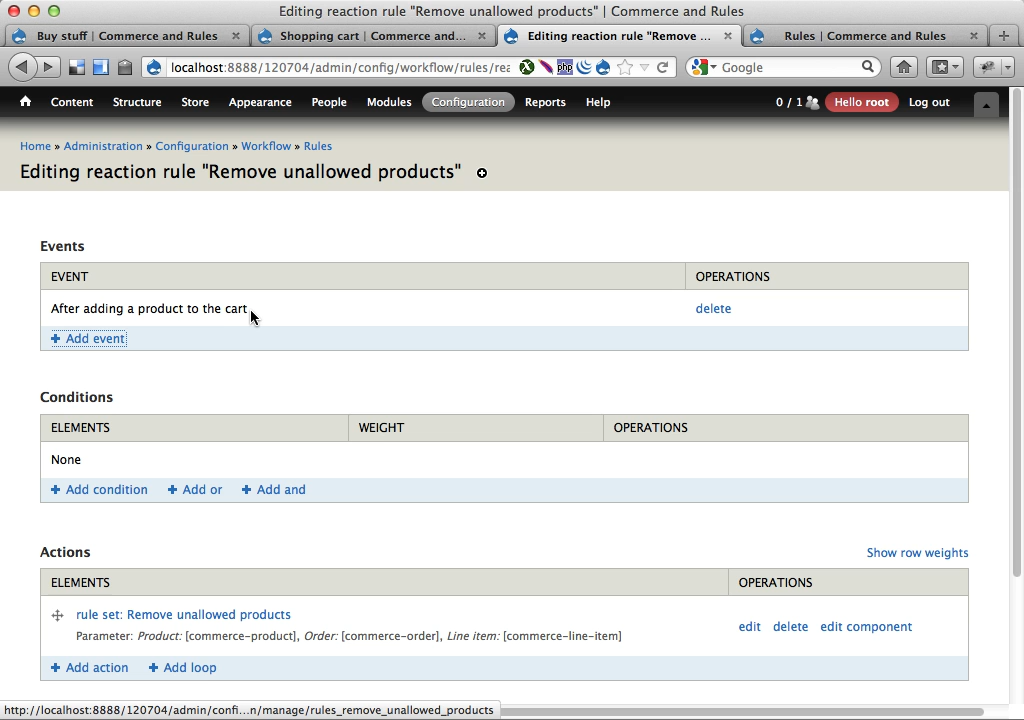 Editing reaction rule "Remove unallowed products" | Commerce and Rules
Buy stuff | Commerce and Rules
Shopping cart | Commerce and...
Editing reaction rule "Remove ...
Rules | Commerce and Rules
localhost:8888/120704/admin/config/workflow/rules/rea
php
Google
Content Structure Store Appearance People Modules Configuration Reports Help
0 / 1 Hello root Log out
Home » Administration » Configuration » Workflow » Rules
Editing reaction rule "Remove unallowed products"
Events
EVENT OPERATIONS
After adding a product to the cart delete
Add event
Conditions
ELEMENTS WEIGHT OPERATIONS
None
Add condition Add or Add and
Actions Show row weights
ELEMENTS OPERATIONS
rule set: Remove unallowed products
Parameter: Product: [commerce-product], Order: [commerce-order], Line item: [commerce-line-item]
edit delete edit component
Add action Add loop
http://localhost:8888/120704/admin/confi...n/manage/rules_remove_unallowed_products